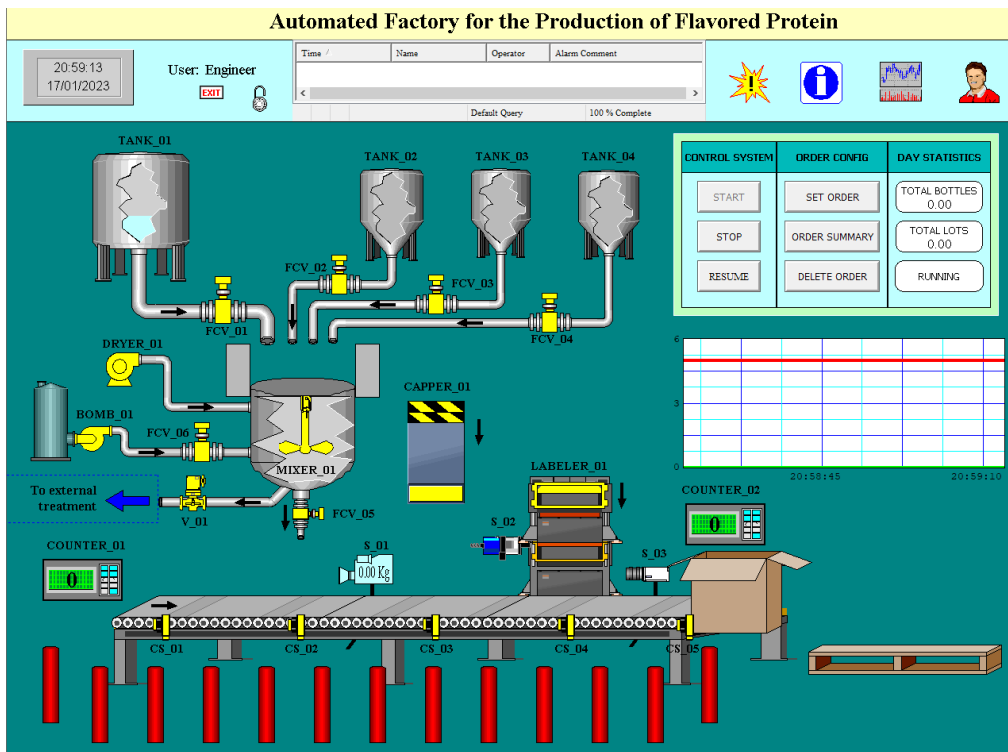 Automated Factory for the Production of Flavored Protein
20:59:13
17/01/2023
User: Engineer
EXIT
Time / Name Operator Alarm Comment
Default Query 100 % Complete
TANK_01
TANK_02
TANK_03
TANK_04
CONTROL SYSTEM
ORDER CONFIG
DAY STATISTICS
START
SET ORDER
TOTAL BOTTLES
0.00
STOP
ORDER SUMMARY
TOTAL LOTS
0.00
RESUME
DELETE ORDER
RUNNING
FCV_02
FCV_03
FCV_01
FCV_04
DRYER_01
CAPPER_01
BOMB_01
FCV_06
MIXER_01
LABELER_01
To external
treatment
V_01
FCV_05
6
3
0
20:58:45
20:59:10
COUNTER_02
0
S_02
S_01
0.00 Kg
S_03
COUNTER_01
0
CS_01
CS_02
CS_03
CS_04
CS_05